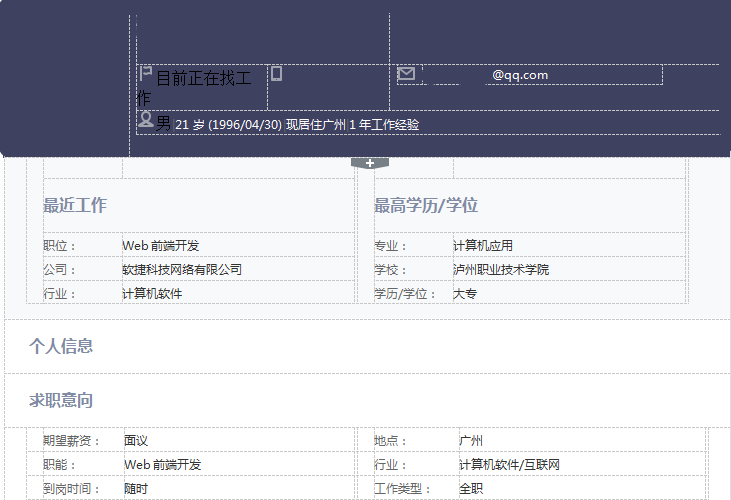 目前正在找工
作
@qq.com
男 21 岁 (1996/04/30) 现居住广州 1 年工作经验
最近工作
最高学历/学位
职位： Web 前端开发
专业： 计算机应用
公司： 软捷科技网络有限公司
学校： 泸州职业技术学院
行业： 计算机软件
学历/学位： 大专
个人信息
求职意向
期望薪资： 面议
地点： 广州
职能： Web 前端开发
行业： 计算机软件/互联网
到岗时间： 随时
工作类型： 全职